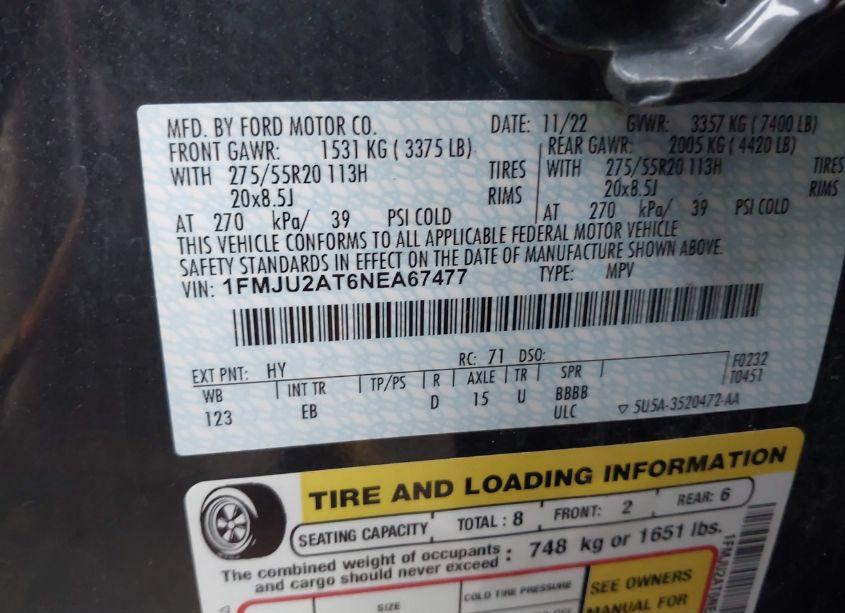 MFD. BY FORD MOTOR CO. DATE: 11/22 GVWR: 3357 KG ( 7400 LB)
FRONT GAWR: 1531 KG ( 3375 LB) REAR GAWR: 2005 KG ( 4420 LB)
WITH 275/55R20 113H TIRES WITH 275/55R20 113H TIRES
20x8.5J RIMS 20x8.5J RIMS
AT 270 kPa/ 39 PSI COLD AT 270 kPa/ 39 PSI COLD
THIS VEHICLE CONFORMS TO ALL APPLICABLE FEDERAL MOTOR VEHICLE
SAFETY STANDARDS IN EFFECT ON THE DATE OF MANUFACTURE SHOWN ABOVE.
VIN: 1FMJU2AT6NEA67477 TYPE: MPV
EXT PNT: HY RC: 71 DSO: F0232
WB INT TR TP/PS R AXLE TR SPR T0451
123 EB D 15 U BBBB
ULC ▽ 5U5A-3520472-AA
TIRE AND LOADING INFORMATION
SEATING CAPACITY TOTAL : 8 FRONT: 2 REAR: 6
The combined weight of occupants
and cargo should never exceed : 748 kg or 1651 lbs.
SIZE COLD TIRE PRESSURE SEE OWNERS
MANUAL FOR